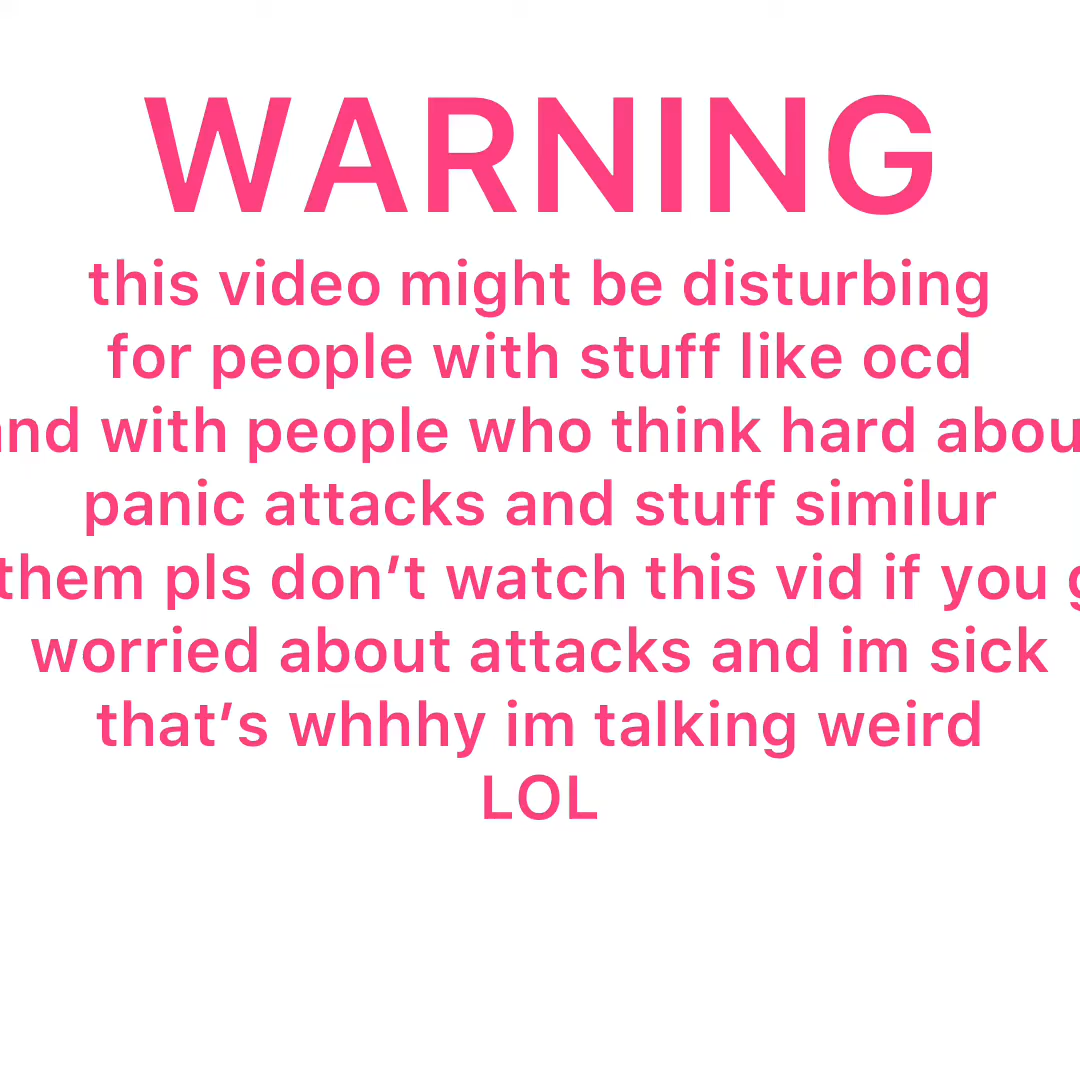 WARNING
this video might be disturbing
for people with stuff like ocd
and with people who think hard abou
panic attacks and stuff similur
them pls don’t watch this vid if you g
worried about attacks and im sick
that’s whhhy im talking weird
LOL